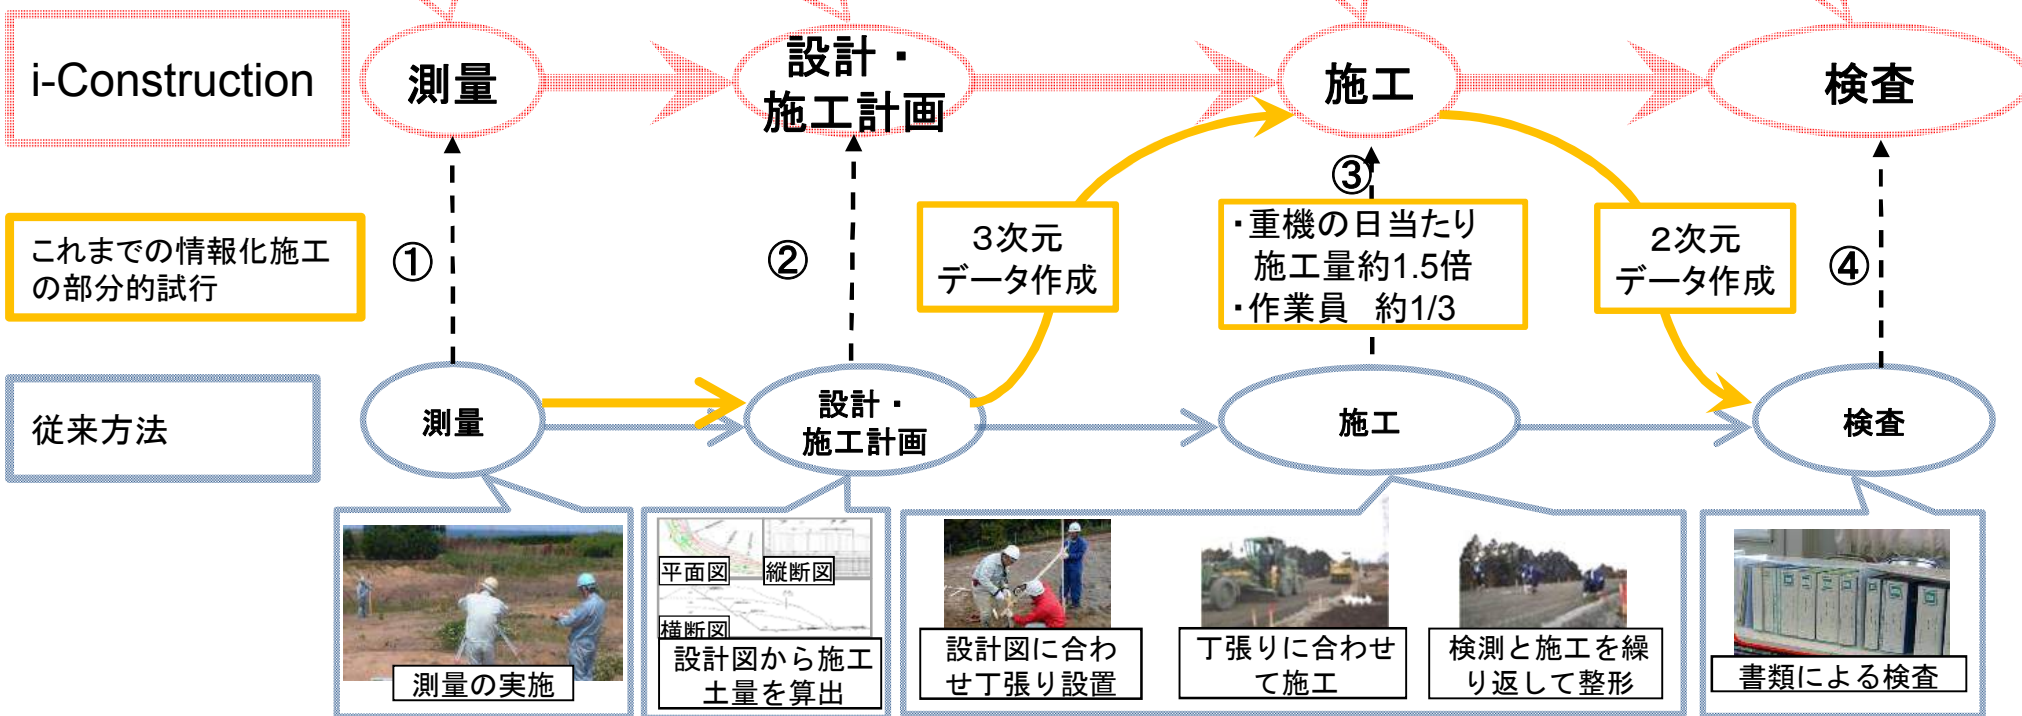 i-Construction
測量
設計・
施工計画
施工
検査
これまでの情報化施工
の部分的試行
①
②
３次元
データ作成
③
・重機の日当たり
施工量約1.5倍
・作業員 約1/3
２次元
データ作成
④
従来方法
測量
設計・
施工計画
施工
検査
測量の実施
平面図
縦断図
横断図
設計図から施工
土量を算出
設計図に合わ
せ丁張り設置
丁張りに合わせ
て施工
検測と施工を繰
り返して整形
書類による検査